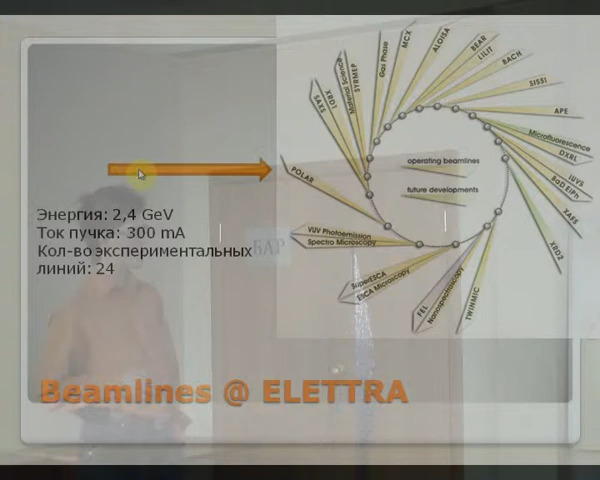 MCX
ALOISA
BEAR
LILIT
BACH
SISSI
APE
Gas Phase
SYRMEP
Material Science
XRD1
SAXS
Microfluorescence
DXRL
IUVS
BaD ElPh
XAFS
XRD2
operating beamlines
future developments
POLAR
VUV Photoemission
Spectro Microscopy
SuperESCA
ESCA Microscopy
FEL
Nanospectroscopy
TWINMIC
Энергия: 2,4 GeV
Ток пучка: 300 mA
Кол-во экспериментальных
линий: 24
БАР
Beamlines @ ELETTRA